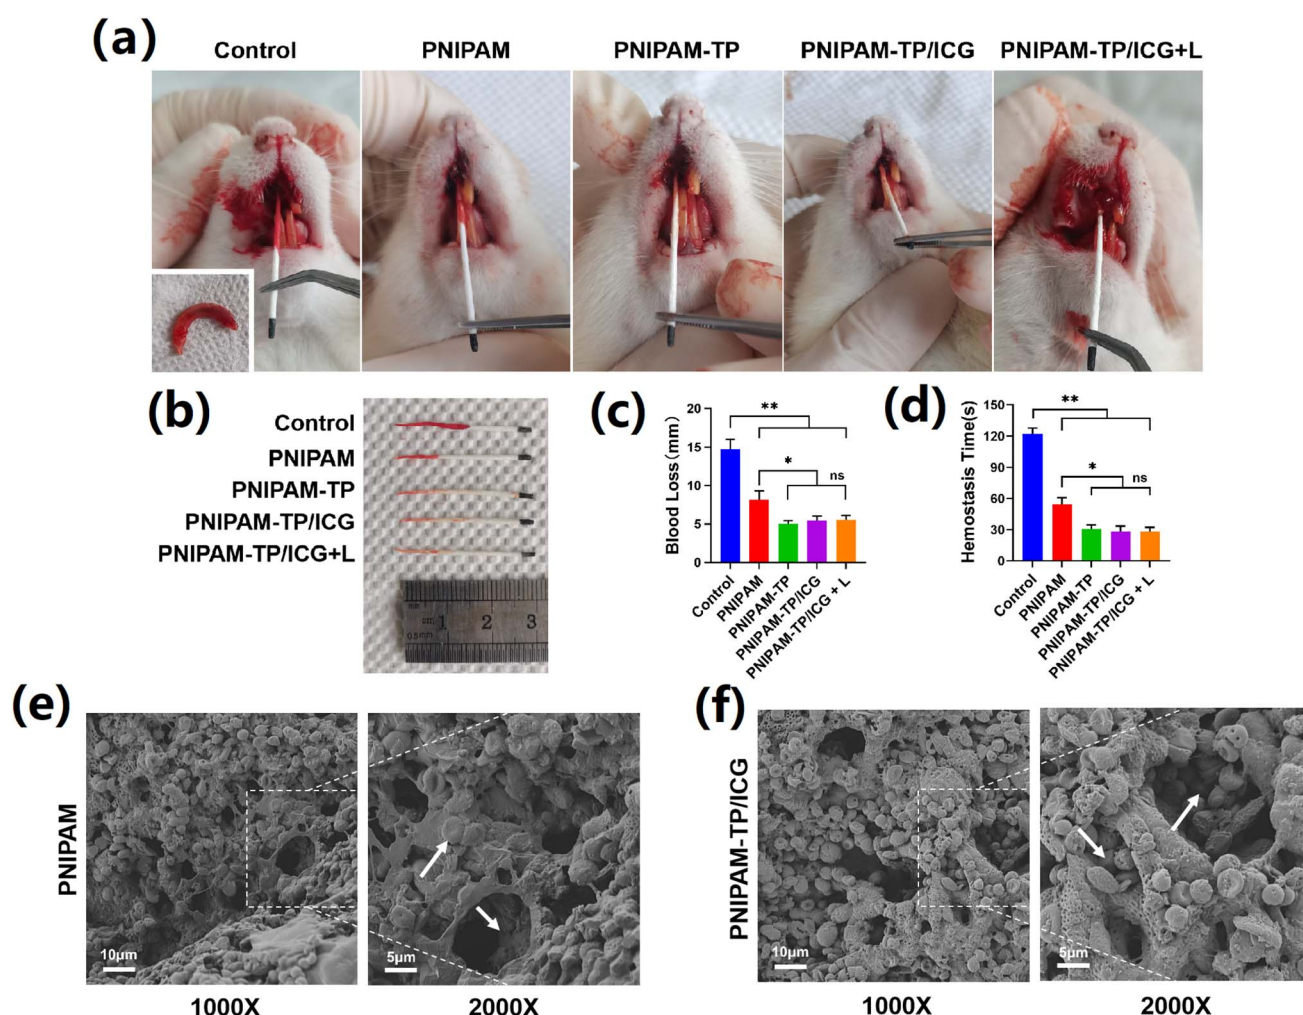 (a)
Control PNIPAM PNIPAM-TP PNIPAM-TP/ICG PNIPAM-TP/ICG+L
(b)
Control
PNIPAM
PNIPAM-TP
PNIPAM-TP/ICG
PNIPAM-TP/ICG+L
mm
cm 1 2 3
0.5mm
(c)
Blood Loss (mm)
20
15
10
5
0
**
*
ns
Control
PNIPAM
PNIPAM-TP
PNIPAM-TP/ICG
PNIPAM-TP/ICG + L
(d)
Hemostasis Time(s)
150
120
90
60
30
0
**
*
ns
Control
PNIPAM
PNIPAM-TP
PNIPAM-TP/ICG
PNIPAM-TP/ICG + L
(e)
PNIPAM
10μm
5μm
1000X 2000X
(f)
PNIPAM-TP/ICG
10μm
5μm
1000X 2000X